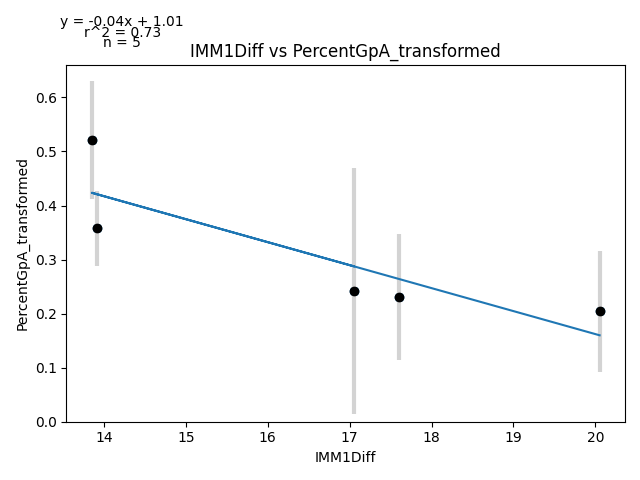 y = -0.04x + 1.01
r^2 = 0.73
n = 5
IMM1Diff vs PercentGpA_transformed
PercentGpA_transformed
0.6
0.5
0.4
0.3
0.2
0.1
0.0
14 15 16 17 18 19 20
IMM1Diff